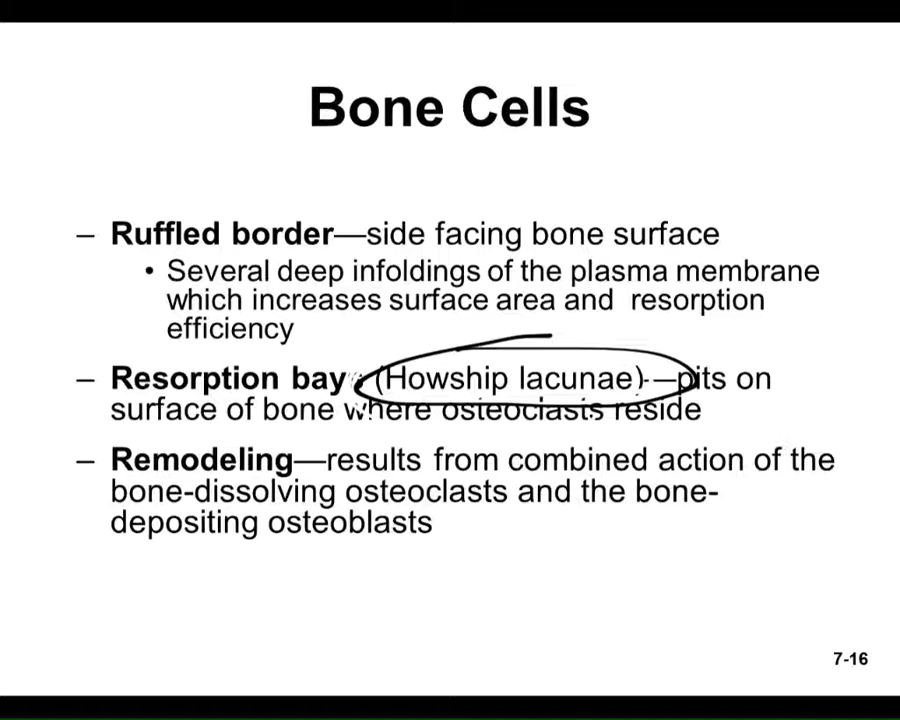 Bone Cells
– Ruffled border—side facing bone surface
• Several deep infoldings of the plasma membrane
which increases surface area and resorption
efficiency
– Resorption bay (Howship lacunae)—pits on
surface of bone where osteoclasts reside
– Remodeling—results from combined action of the
bone-dissolving osteoclasts and the bone-
depositing osteoblasts
7-16